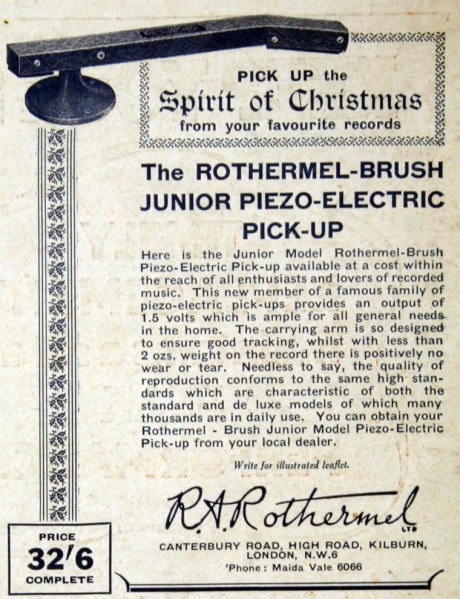 PICK UP the
Spirit of Christmas
from your favourite records
The ROTHERMEL-BRUSH
JUNIOR PIEZO-ELECTRIC
PICK-UP
Here is the Junior Model Rothermel-Brush
Piezo-Electric Pick-up available at a cost within
the reach of all enthusiasts and lovers of recorded
music. This new member of a famous family of
piezo-electric pick-ups provides an output of
1.5 volts which is ample for all general needs
in the home. The carrying arm is so designed
to ensure good tracking, whilst with less than
2 ozs. weight on the record there is positively no
wear or tear. Needless to say, the quality of
reproduction conforms to the same high stan-
dards which are characteristic of both the
standard and de luxe models of which many
thousands are in daily use. You can obtain your
Rothermel - Brush Junior Model Piezo-Electric
Pick-up from your local dealer.
Write for illustrated leaflet.
R.A.Rothermel LTD
CANTERBURY ROAD, HIGH ROAD, KILBURN,
LONDON, N.W.6
'Phone : Maida Vale 6066
PRICE
32'6
COMPLETE